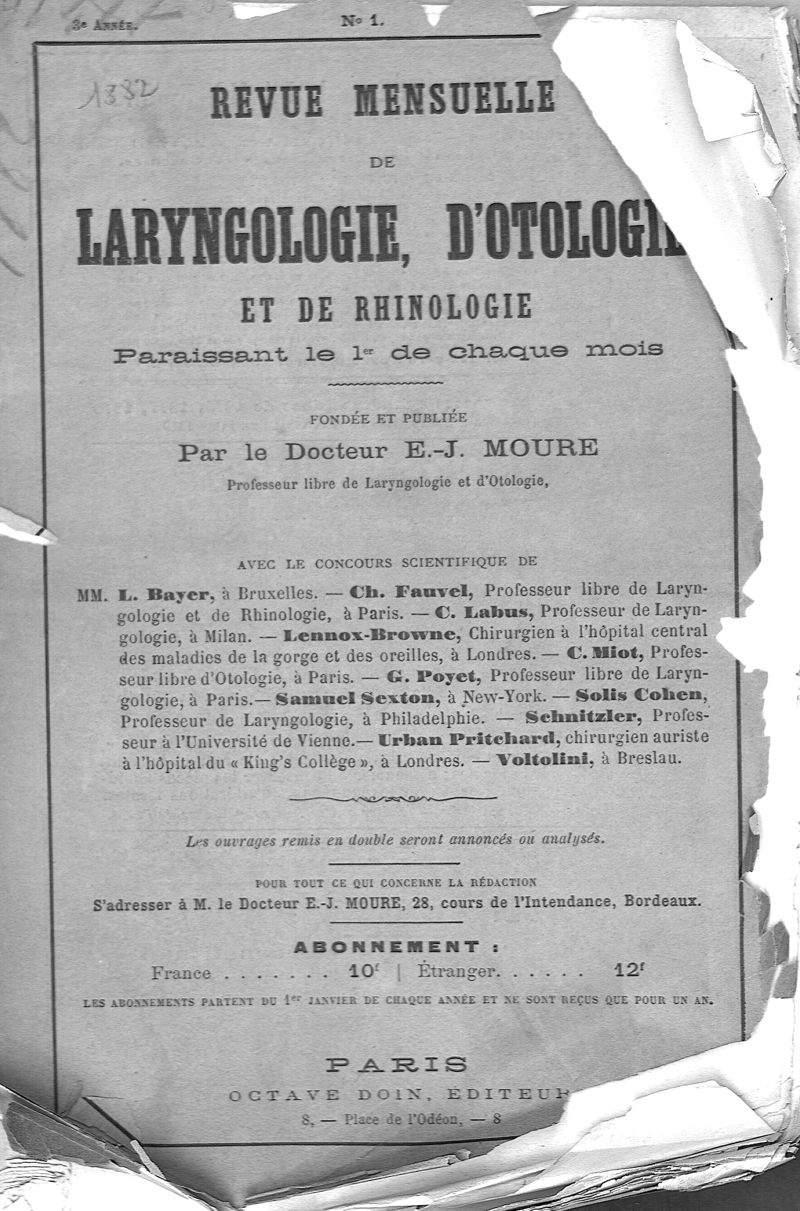 3e ANNÉE.
No 1.
1882
REVUE MENSUELLE
DE
LARYNGOLOGIE, D'OTOLOGIE
ET DE RHINOLOGIE
Paraissant le 1er de chaque mois
FONDÉE ET PUBLIÉE
Par le Docteur E.-J. MOURE
Professeur libre de Laryngologie et d'Otologie,
AVEC LE CONCOURS SCIENTIFIQUE DE
MM. L. Bayer, à Bruxelles. — Ch. Fauvel, Professeur libre de Laryn-
gologie et de Rhinologie, à Paris. — C. Labus, Professeur de Laryn-
gologie, à Milan. — Lennox-Browne, Chirurgien à l'hôpital central
des maladies de la gorge et des oreilles, à Londres. — C. Miot, Profes-
seur libre d'Otologie, à Paris. — G. Poyet, Professeur libre de Laryn-
gologie, à Paris. — Samuel Sexton, à New-York. — Solis Cohen,
Professeur de Laryngologie, à Philadelphie. — Schnitzler, Profes-
seur à l'Université de Vienne. — Urban Pritchard, chirurgien auriste
à l'hôpital du « King's Collège », à Londres. — Voltolini, à Breslau.
Les ouvrages remis en double seront annoncés ou analysés.
POUR TOUT CE QUI CONCERNE LA RÉDACTION
S'adresser à M. le Docteur E.-J. MOURE, 28, cours de l'Intendance, Bordeaux.
ABONNEMENT :
France . . . . . . . 10f | Étranger. . . . . . 12f
LES ABONNEMENTS PARTENT DU 1er JANVIER DE CHAQUE ANNÉE ET NE SONT REÇUS QUE POUR UN AN.
PARIS
OCTAVE DOIN, ÉDITEUR
8, — Place de l'Odéon, — 8